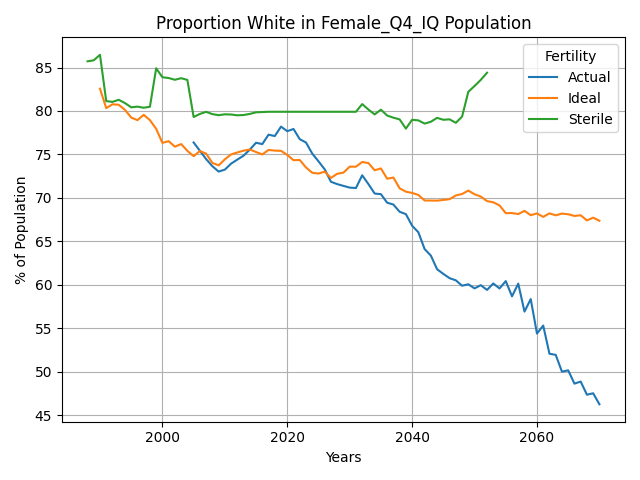 Proportion White in Female_Q4_IQ Population
Fertility
Actual
Ideal
Sterile
% of Population
85
80
75
70
65
60
55
50
45
2000
2020
2040
2060
Years